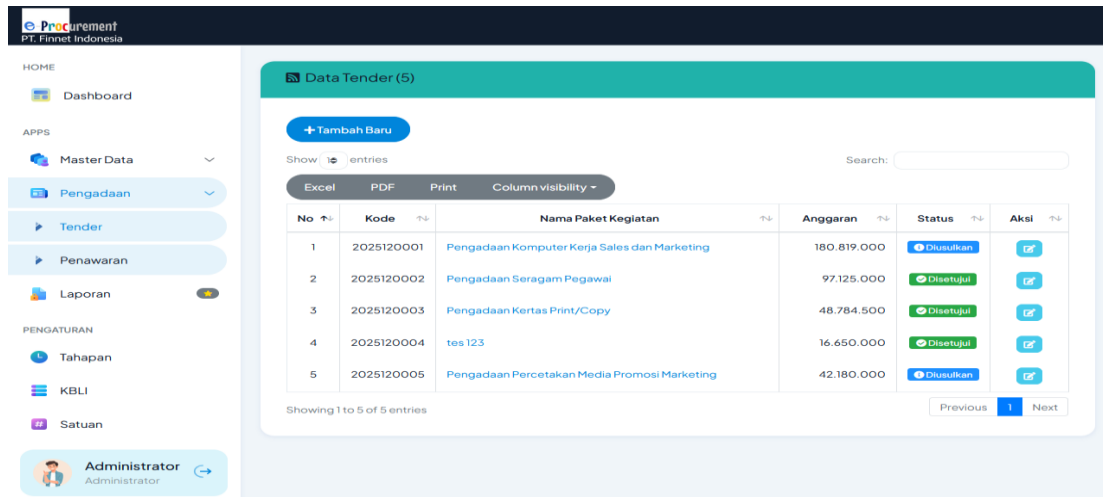 e-Procurement
PT. Finnet Indonesia
HOME
Dashboard
APPS
Master Data
Pengadaan
Tender
Penawaran
Laporan
PENGATURAN
Tahapan
KBLI
Satuan
Administrator
Administrator
Data Tender (5)
+Tambah Baru
Show 10 entries
Search:
Excel PDF Print Column visibility
No Kode Nama Paket Kegiatan Anggaran Status Aksi
1 2025120001 Pengadaan Komputer Kerja Sales dan Marketing 180.819.000 Diusulkan
2 2025120002 Pengadaan Seragam Pegawai 97.125.000 Disetujui
3 2025120003 Pengadaan Kertas Print/Copy 48.784.500 Disetujui
4 2025120004 tes 123 16.650.000 Disetujui
5 2025120005 Pengadaan Percetakan Media Promosi Marketing 42.180.000 Diusulkan
Showing 1 to 5 of 5 entries
Previous 1 Next